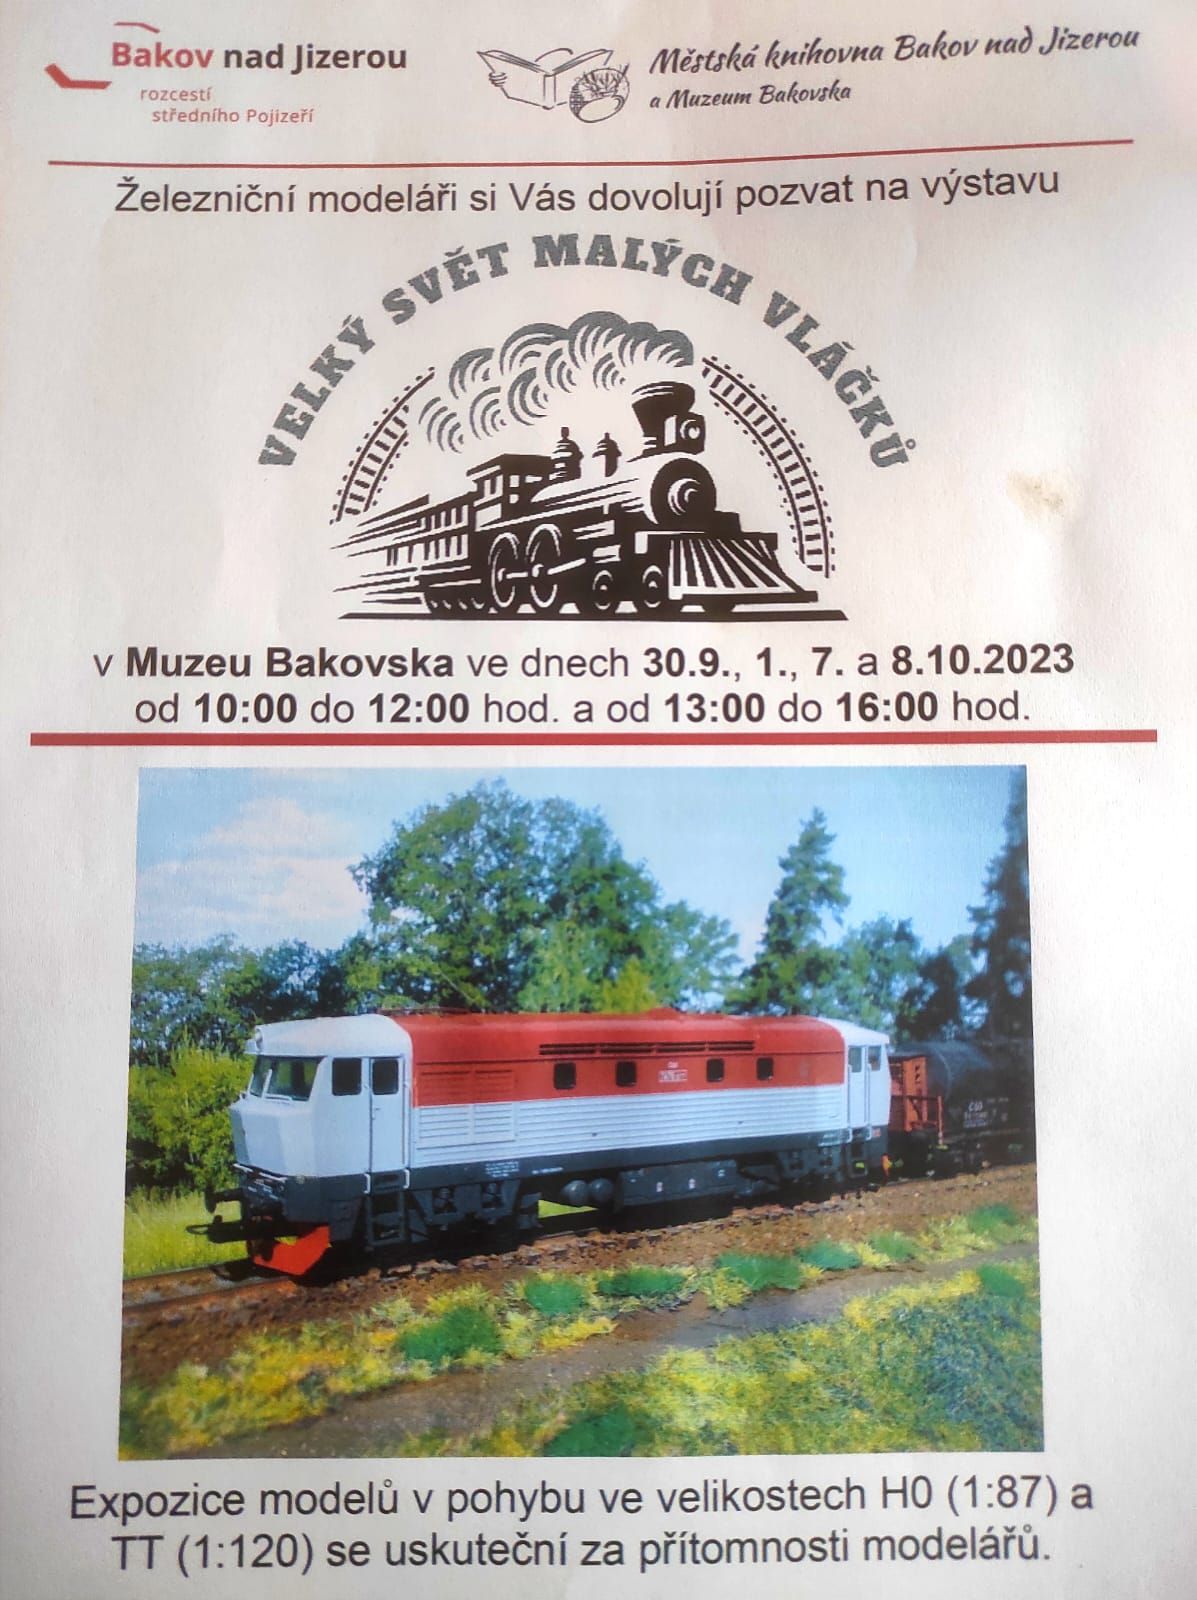 Bakov nad Jizerou
rozcestí
středního Pojizeří
Městská knihovna Bakov nad Jizerou
a Muzeum Bakovska
Železniční modeláři si Vás dovolují pozvat na výstavu
VELKÝ SVĚT MALÝCH VLÁČKŮ
v Muzeu Bakovska ve dnech 30.9., 1., 7. a 8.10.2023
od 10:00 do 12:00 hod. a od 13:00 do 16:00 hod.
Expozice modelů v pohybu ve velikostech H0 (1:87) a
TT (1:120) se uskuteční za přítomnosti modelářů.